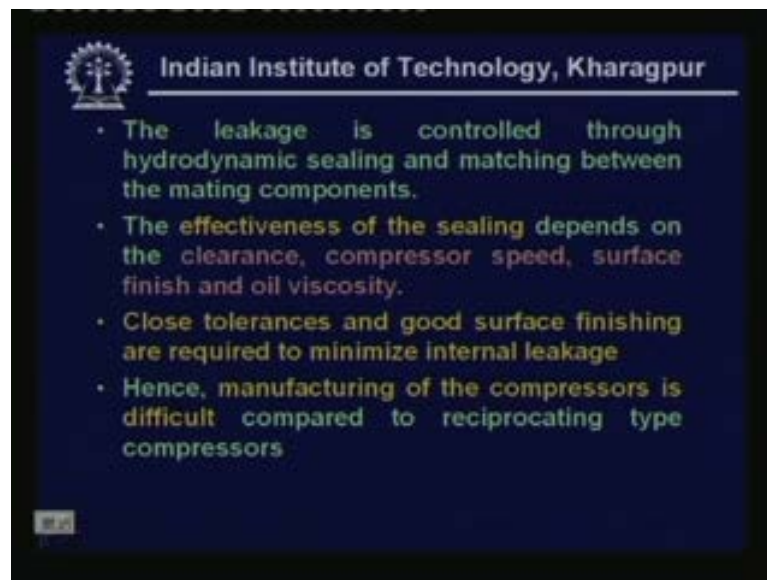 Indian Institute of Technology, Kharagpur
• The leakage is controlled through
hydrodynamic sealing and matching between
the mating components.
• The effectiveness of the sealing depends on
the clearance, compressor speed, surface
finish and oil viscosity.
• Close tolerances and good surface finishing
are required to minimize internal leakage
• Hence, manufacturing of the compressors is
difficult compared to reciprocating type
compressors